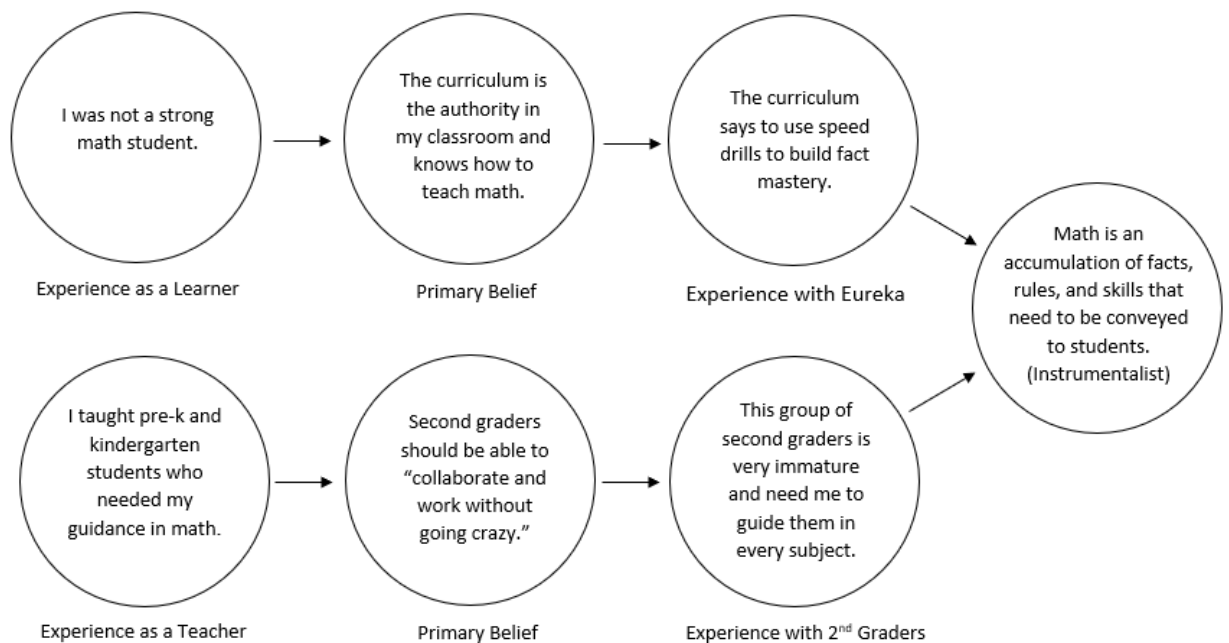 I was not a strong
math student.
Experience as a Learner
The curriculum is
the authority in
my classroom and
knows how to
teach math.
Primary Belief
The curriculum
says to use speed
drills to build fact
mastery.
Experience with Eureka
Math is an
accumulation of facts,
rules, and skills that
need to be conveyed
to students.
(Instrumentalist)
I taught pre-k and
kindergarten
students who
needed my
guidance in math.
Experience as a Teacher
Second graders
should be able to
“collaborate and
work without
going crazy.”
Primary Belief
This group of
second graders is
very immature
and need me to
guide them in
every subject.
Experience with 2nd Graders